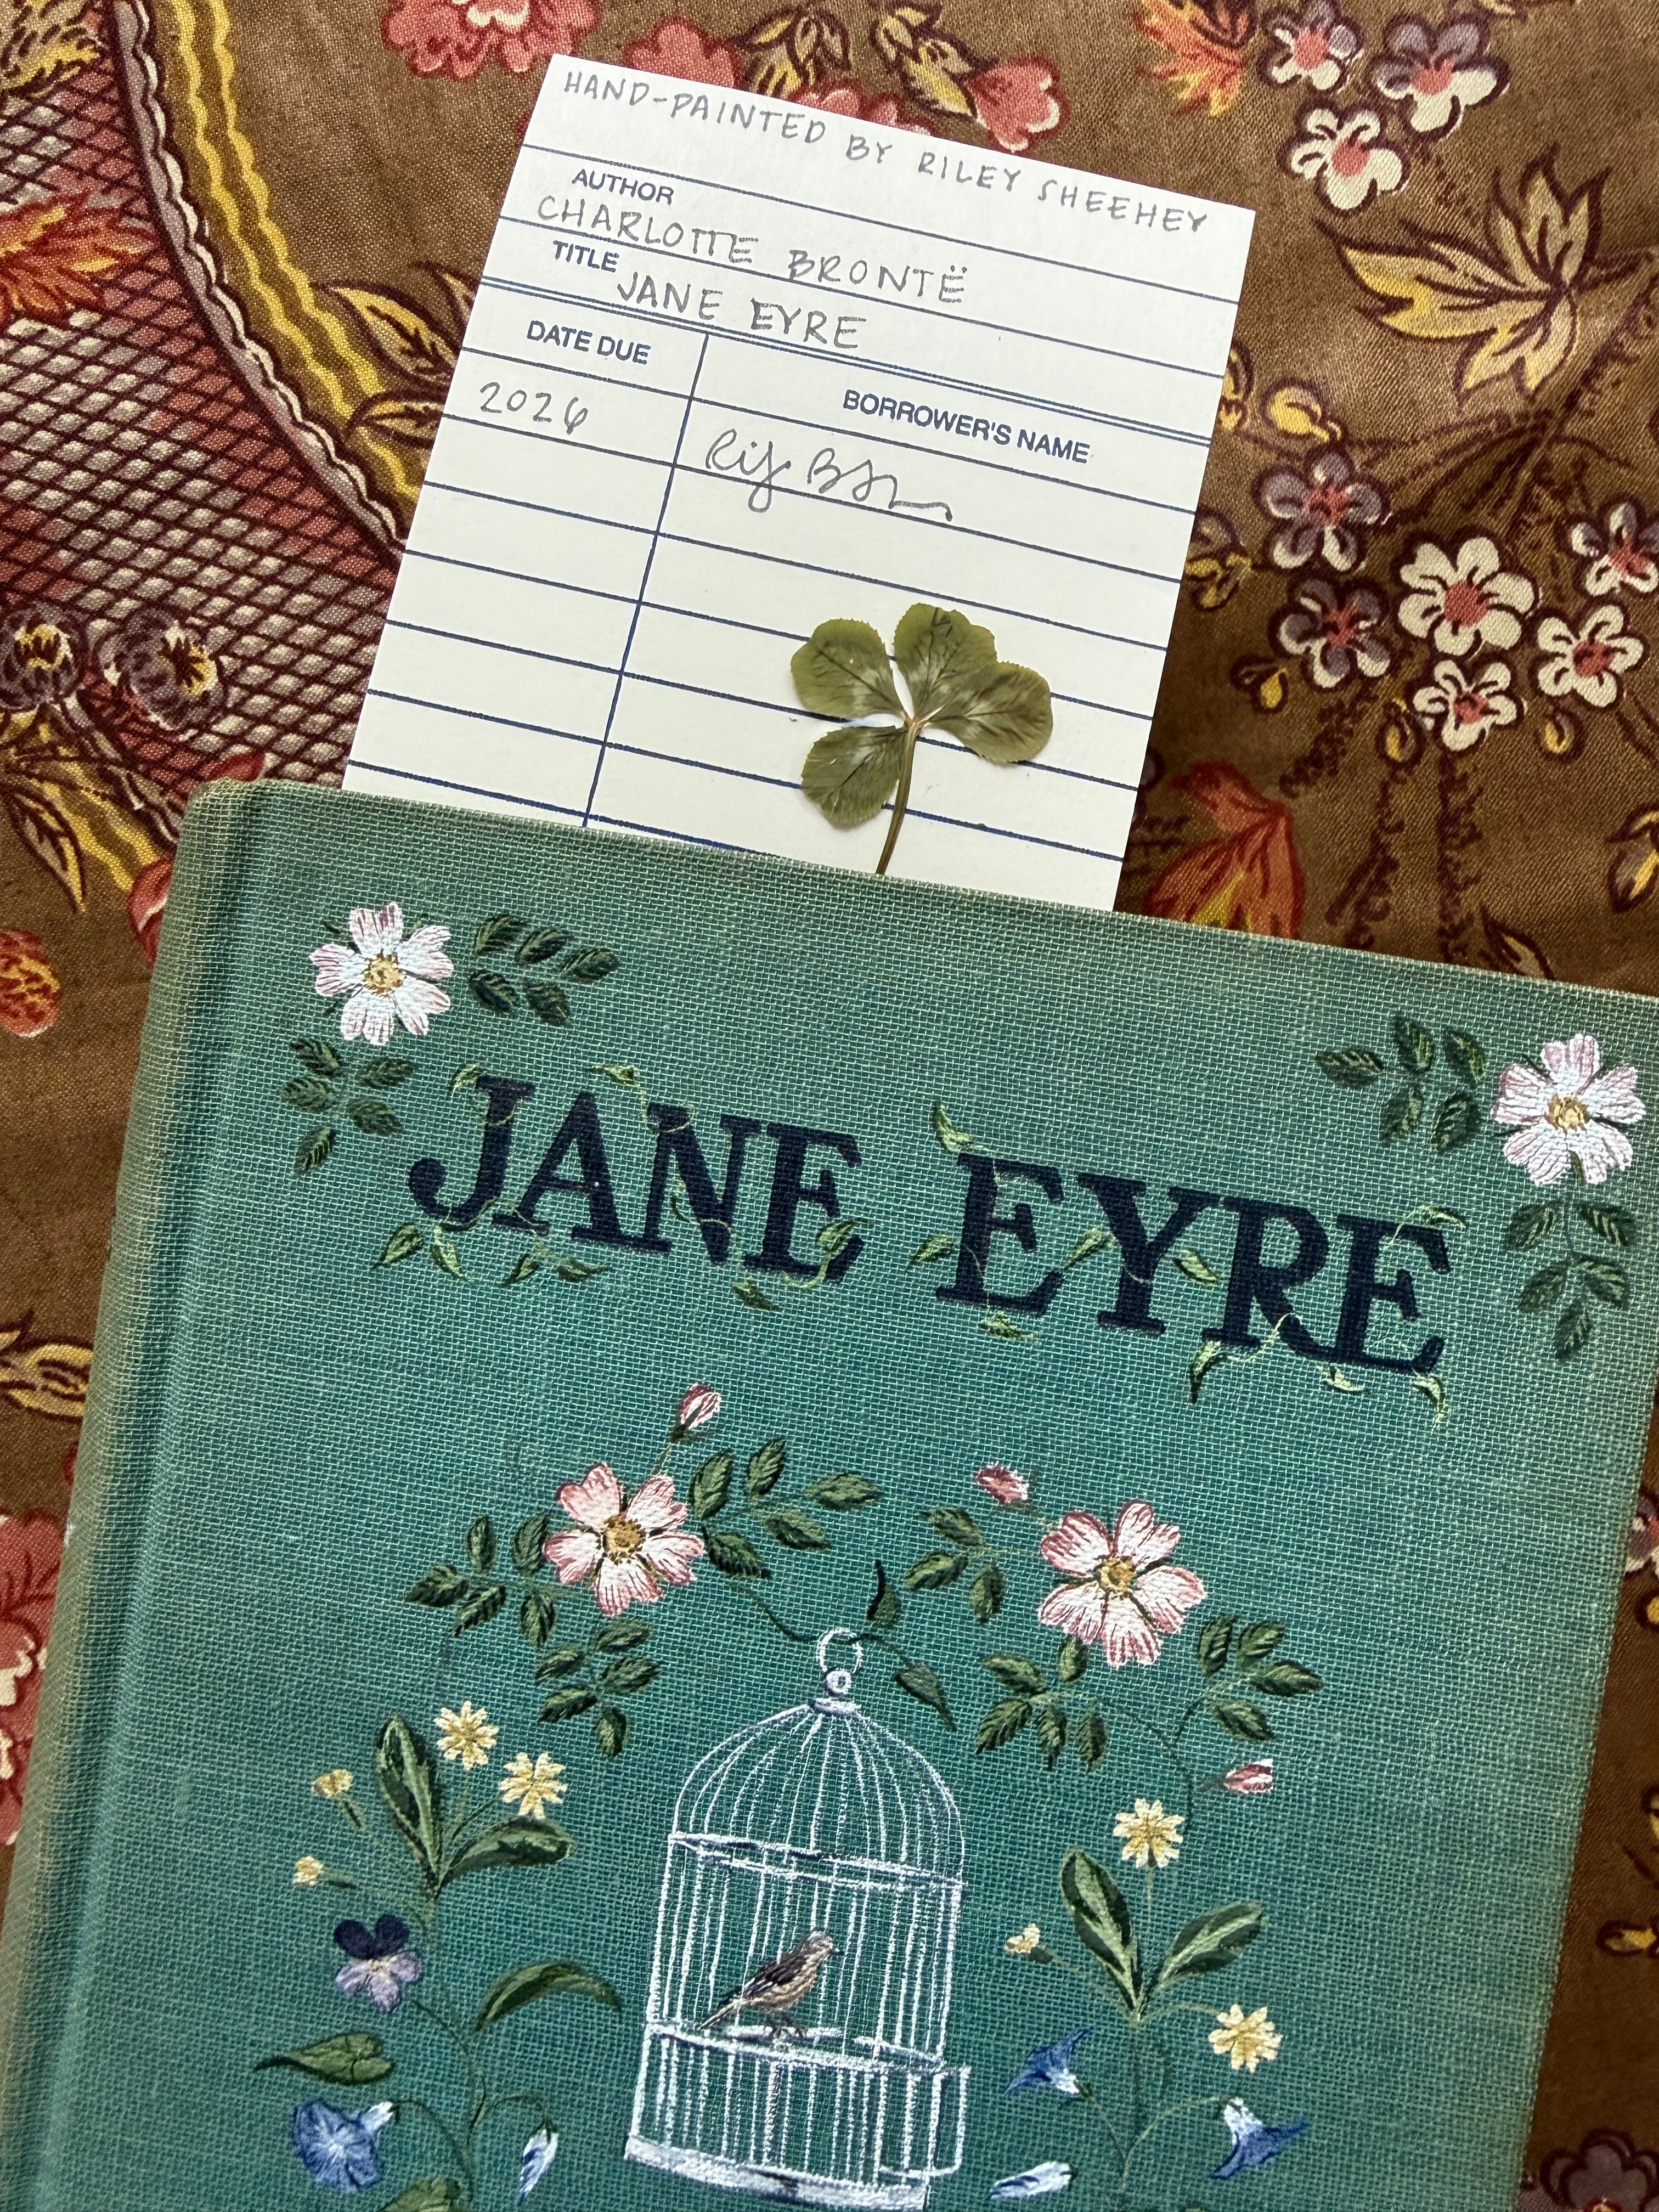 HAND-PAINTED BY RILEY SHEEHEY
AUTHOR
CHARLOTTE BRONTË
TITLE
JANE EYRE
DATE DUE
BORROWER'S NAME
2026
JANE EYRE